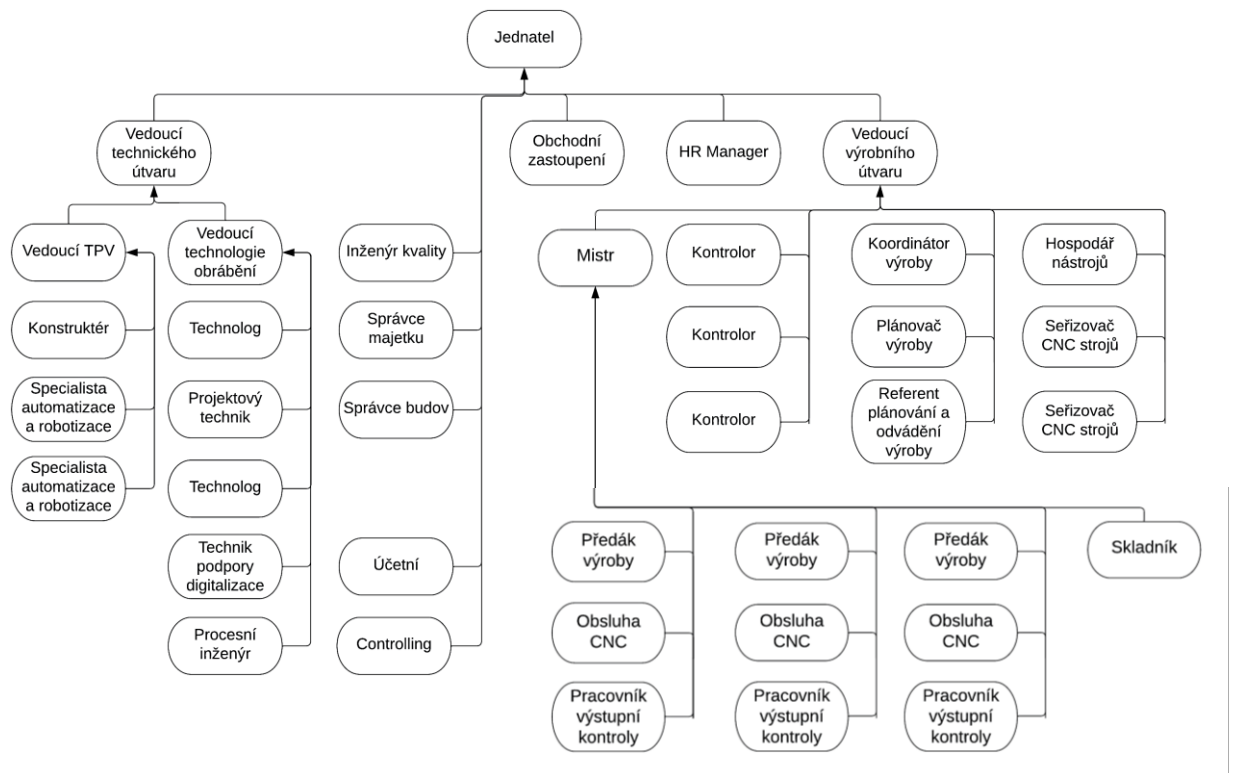 Jednatel
Vedoucí
technického
útvaru
Obchodní
zastoupení
HR Manager
Vedoucí
výrobního
útvaru
Vedoucí TPV
Konstruktér
Specialista
automatizace
a robotizace
Specialista
automatizace
a robotizace
Vedoucí
technologie
obrábění
Technolog
Projektový
technik
Technolog
Technik
podpory
digitalizace
Procesní
inženýr
Inženýr kvality
Správce
majetku
Správce budov
Účetní
Controlling
Mistr
Kontrolor
Kontrolor
Kontrolor
Koordinátor
výroby
Plánovač
výroby
Referent
plánování a
odvádění
výroby
Hospodář
nástrojů
Seřizovač
CNC strojů
Seřizovač
CNC strojů
Předák
výroby
Obsluha
CNC
Pracovník
výstupní
kontroly
Předák
výroby
Obsluha
CNC
Pracovník
výstupní
kontroly
Předák
výroby
Obsluha
CNC
Pracovník
výstupní
kontroly
Skladník